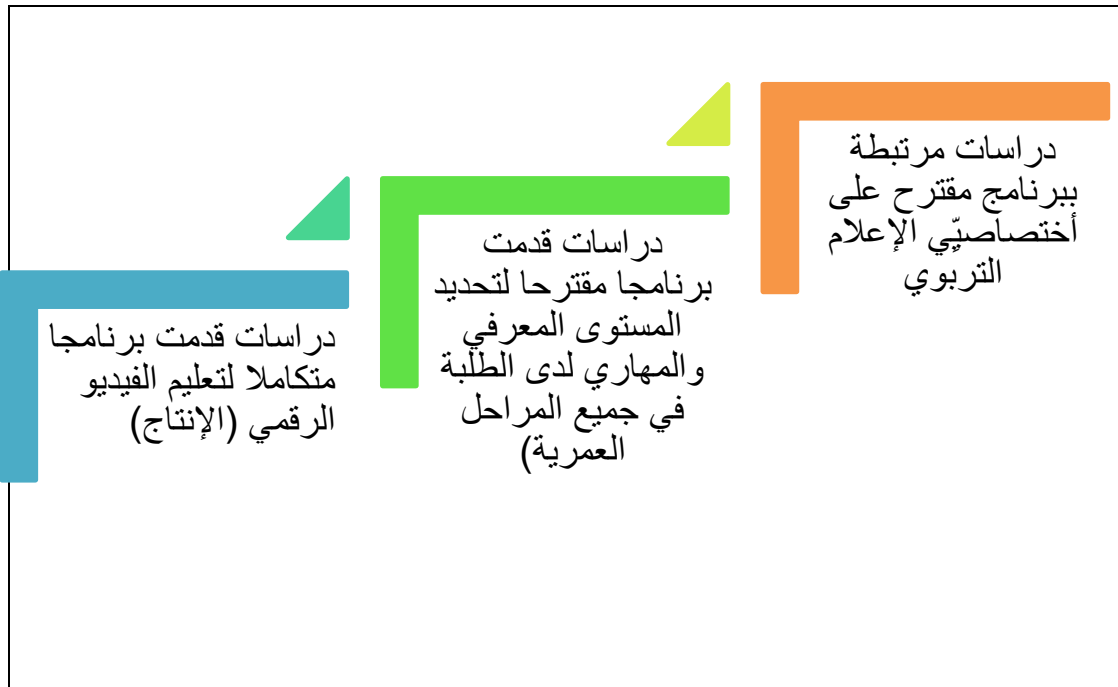 دراسات مرتبطة
ببرنامج مقترح على
أختصاصيّي الإعلام
التربوي
دراسات قدمت
برنامجا مقترحا لتحديد
المستوى المعرفي
والمهاري لدى الطلبة
في جميع المراحل
العمرية)
دراسات قدمت برنامجا
متكاملا لتعليم الفيديو
الرقمي (الإنتاج)